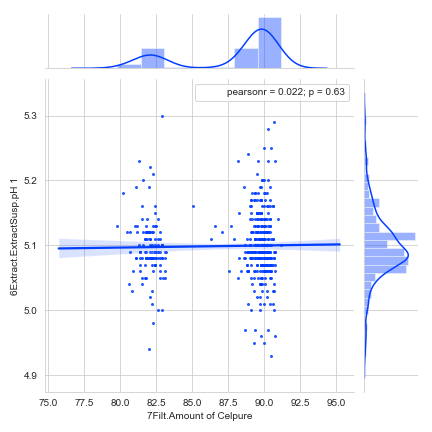 pearsonr = 0.022; p = 0.63
5.3
5.2
5.1
5.0
4.9
6Extract.ExtractSusp.pH 1
75.0 77.5 80.0 82.5 85.0 87.5 90.0 92.5 95.0
7Filt.Amount of Celpure